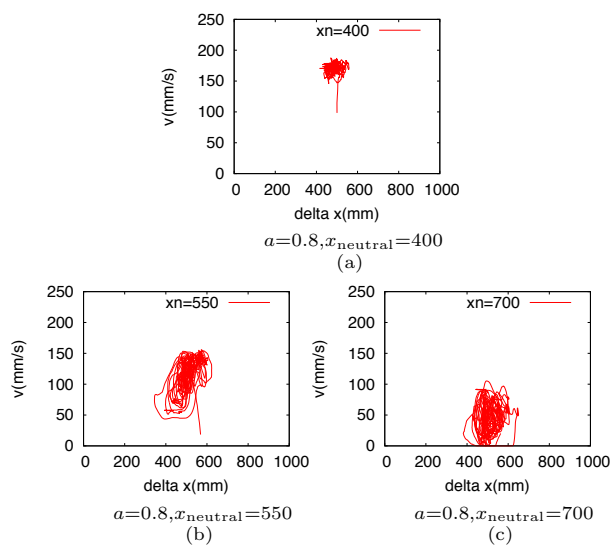 250
200
150
100
50
0
v(mm/s)
xn=400
0 200 400 600 800 1000
delta x(mm)
a=0.8,xneutral=400
(a)
250
200
150
100
50
0
v(mm/s)
xn=550
0 200 400 600 800 1000
delta x(mm)
a=0.8,xneutral=550
(b)
250
200
150
100
50
0
v(mm/s)
xn=700
0 200 400 600 800 1000
delta x(mm)
a=0.8,xneutral=700
(c)